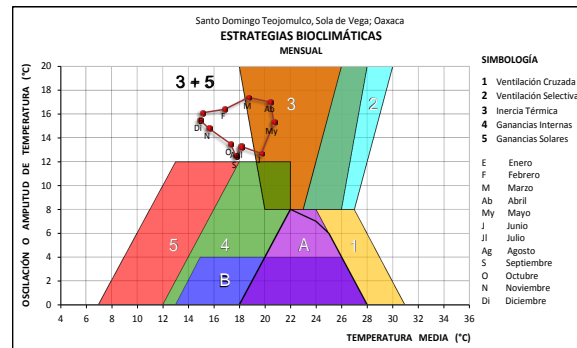 Santo Domingo Teojomulco, Sola de Vega; Oaxaca
ESTRATEGIAS BIOCLIMÁTICAS
MENSUAL
OSCILACIÓN O AMPLITUD DE TEMPERATURA (°C)
20
18
16
14
12
10
8
6
4
2
0
3 + 5
M
Ab
F
My
Di
N
O
J
S
3
2
5
4
A
1
B
4 6 8 10 12 14 16 18 20 22 24 26 28 30 32 34 36
TEMPERATURA MEDIA (°C)
SIMBOLOGÍA
1 Ventilación Cruzada
2 Ventilación Selectiva
3 Inercia Térmica
4 Ganancias Internas
5 Ganancias Solares
E Enero
F Febrero
M Marzo
Ab Abril
My Mayo
J Junio
Jl Julio
Ag Agosto
S Septiembre
O Octubre
N Noviembre
Di Diciembre